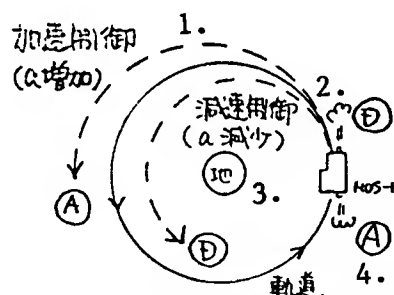 1.
加速制御
(a増加)
2.
減速制御
(a減少)
D
地
3.
MOS-1
A
D
A
4.
軌道